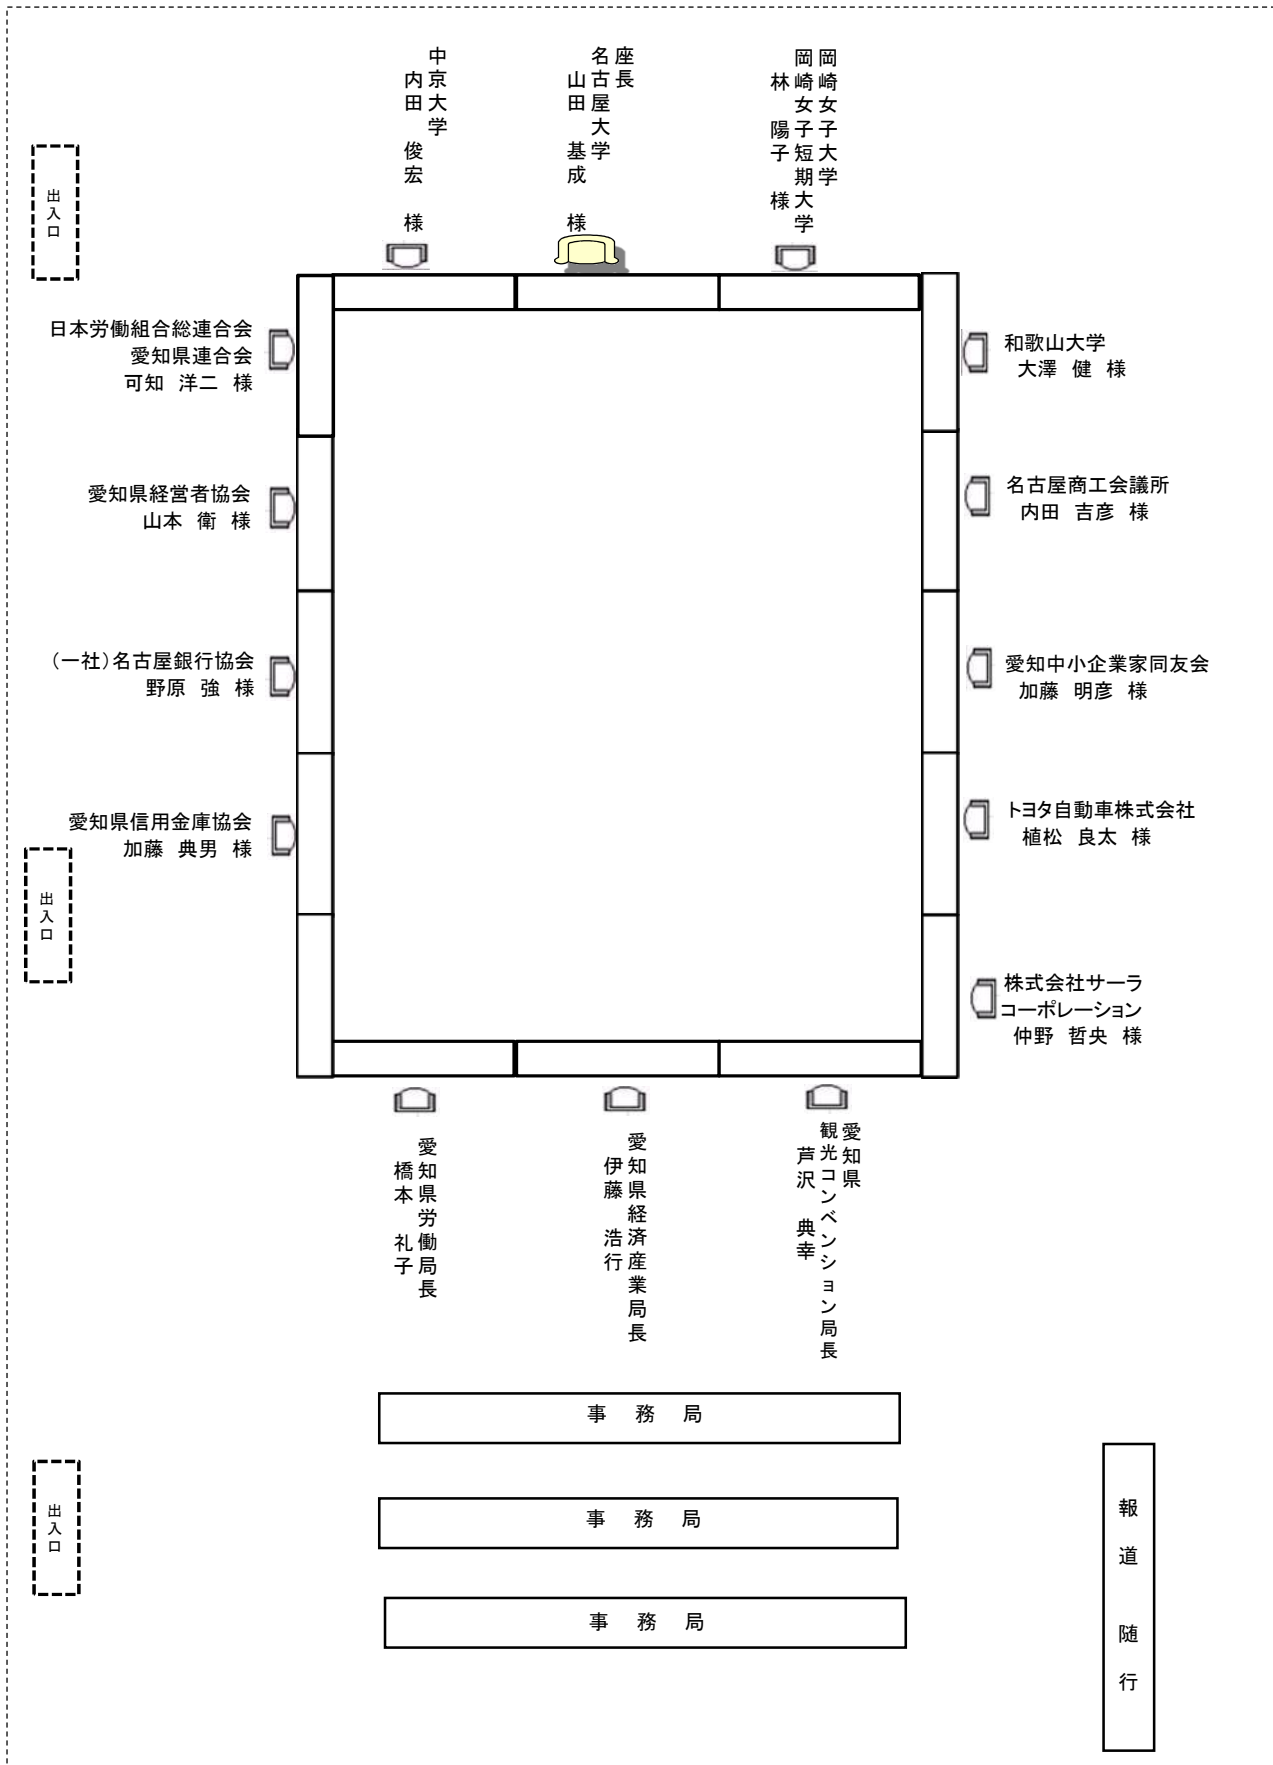 岡崎女子大学
岡崎女子短期大学
林　陽子　様
座長
名古屋大学
山田　基成　様
中京大学
内田　俊宏　様
出入口
日本労働組合総連合会
愛知県連合会
可知　洋二　様
和歌山大学
大澤　健　様
愛知県経営者協会
山本　衛　様
名古屋商工会議所
内田　吉彦　様
（一社）名古屋銀行協会
野原　強　様
愛知中小企業家同友会
加藤　明彦　様
愛知県信用金庫協会
加藤　典男　様
トヨタ自動車株式会社
植松　良太　様
出入口
株式会社サーラ
コーポレーション
仲野　哲央　様
愛知県
観光コンベンション局長
芦沢　典幸
愛知県経済産業局長
伊藤　浩行
愛知県労働局長
橋本　礼子
事　務　局
事　務　局
事　務　局
出入口
報道　随行